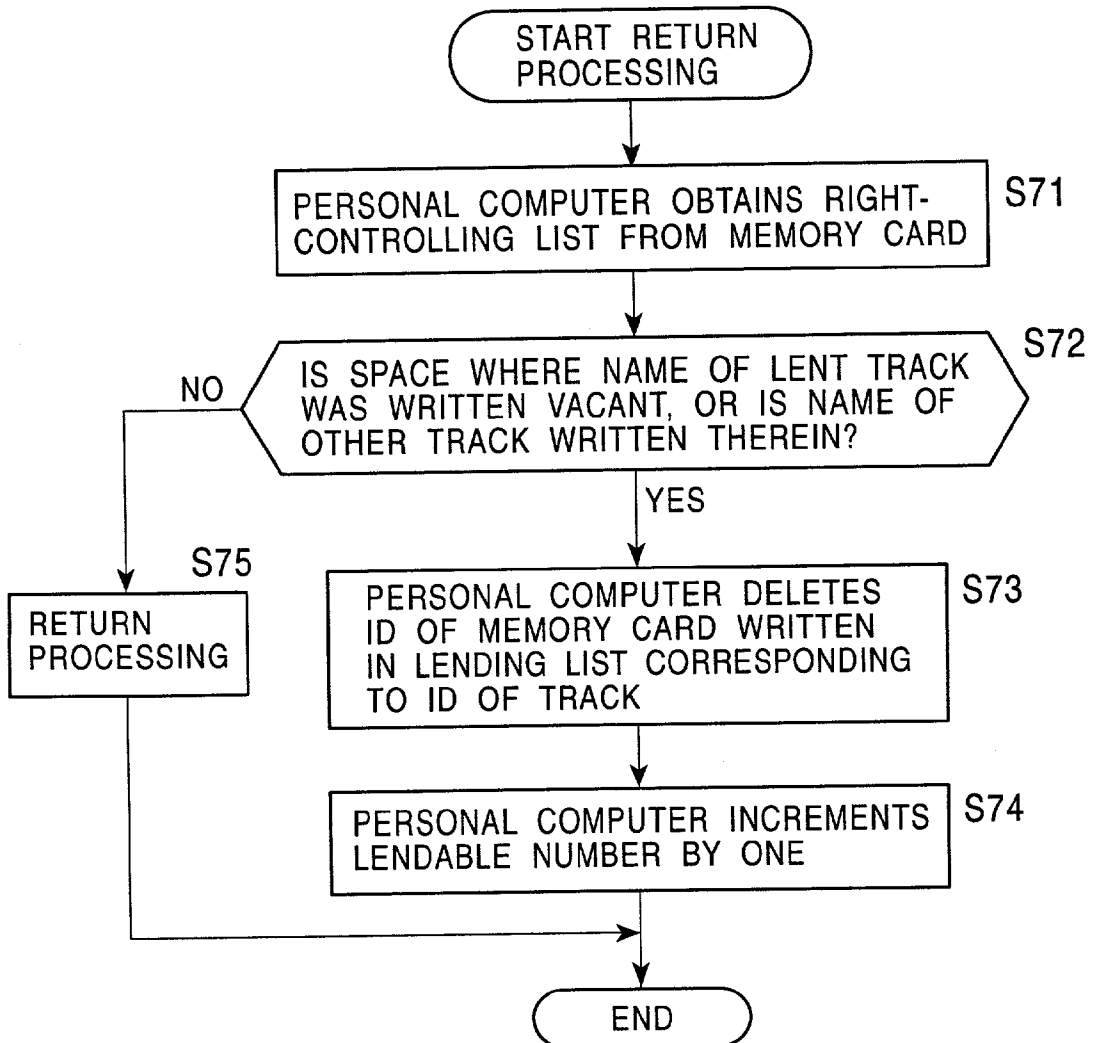 START RETURN
PROCESSING
S71
PERSONAL COMPUTER OBTAINS RIGHT-
CONTROLLING LIST FROM MEMORY CARD
S72
IS SPACE WHERE NAME OF LENT TRACK
WAS WRITTEN VACANT, OR IS NAME OF
OTHER TRACK WRITTEN THEREIN?
NO
YES
S75
RETURN
PROCESSING
S73
PERSONAL COMPUTER DELETES
ID OF MEMORY CARD WRITTEN
IN LENDING LIST CORRESPONDING
TO ID OF TRACK
S74
PERSONAL COMPUTER INCREMENTS
LENDABLE NUMBER BY ONE
END